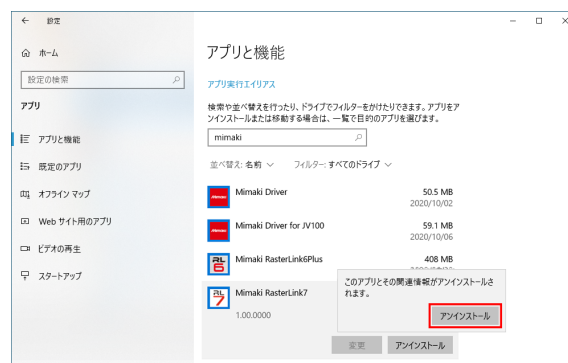 設定
ホーム
設定の検索
アプリ
アプリと機能
既定のアプリ
オフライン マップ
Web サイト用のアプリ
ビデオの再生
スタートアップ
アプリと機能
アプリ実行エイリアス
検索や並べ替えを行ったり、ドライブでフィルターをかけたりできます。アプリをア
ンインストールまたは移動する場合は、一覧で目的のアプリを選びます。
mimaki
並べ替え: 名前
フィルター: すべてのドライブ
Mimaki Driver
50.5 MB
2020/10/02
Mimaki Driver for JV100
59.1 MB
2020/10/06
Mimaki RasterLink6Plus
408 MB
Mimaki RasterLink7
1.00.0000
このアプリとその関連情報がアンインストールさ
れます。
アンインストール
変更
アンインストール